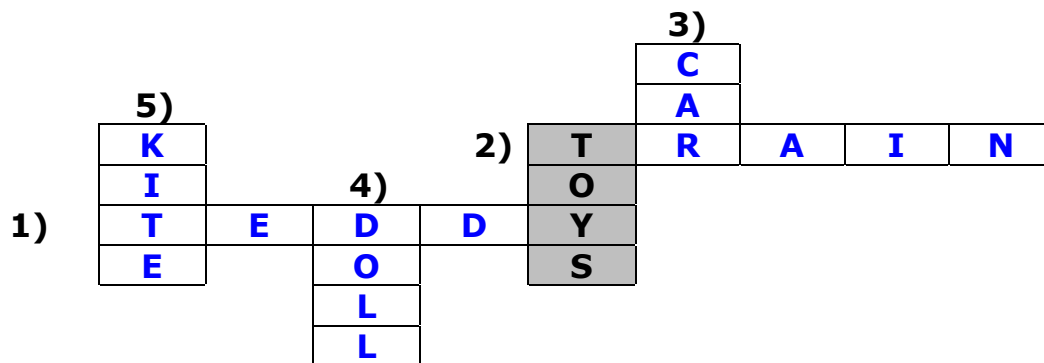 3)
C
5) A
K 2) T R A I N
I 4) O
1) T E D D Y
E O S
L
L